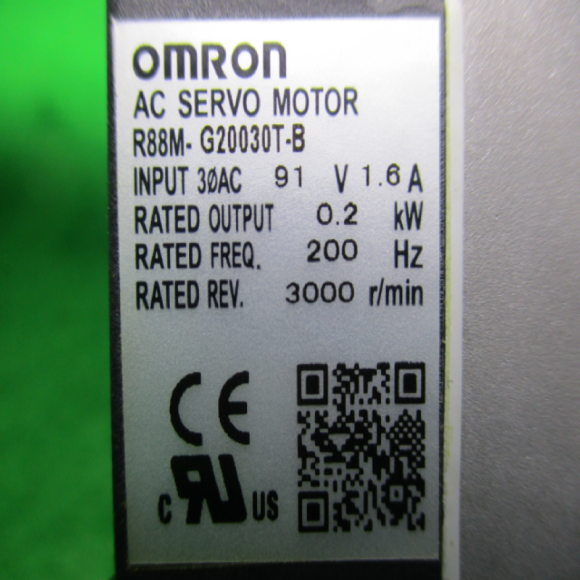 OMRON
AC SERVO MOTOR
R88M-G20030T-B
INPUT 3ØAC 91 V 1.6 A
RATED OUTPUT 0.2 kW
RATED FREQ. 200 Hz
RATED REV. 3000 r/min
CE
c RU US